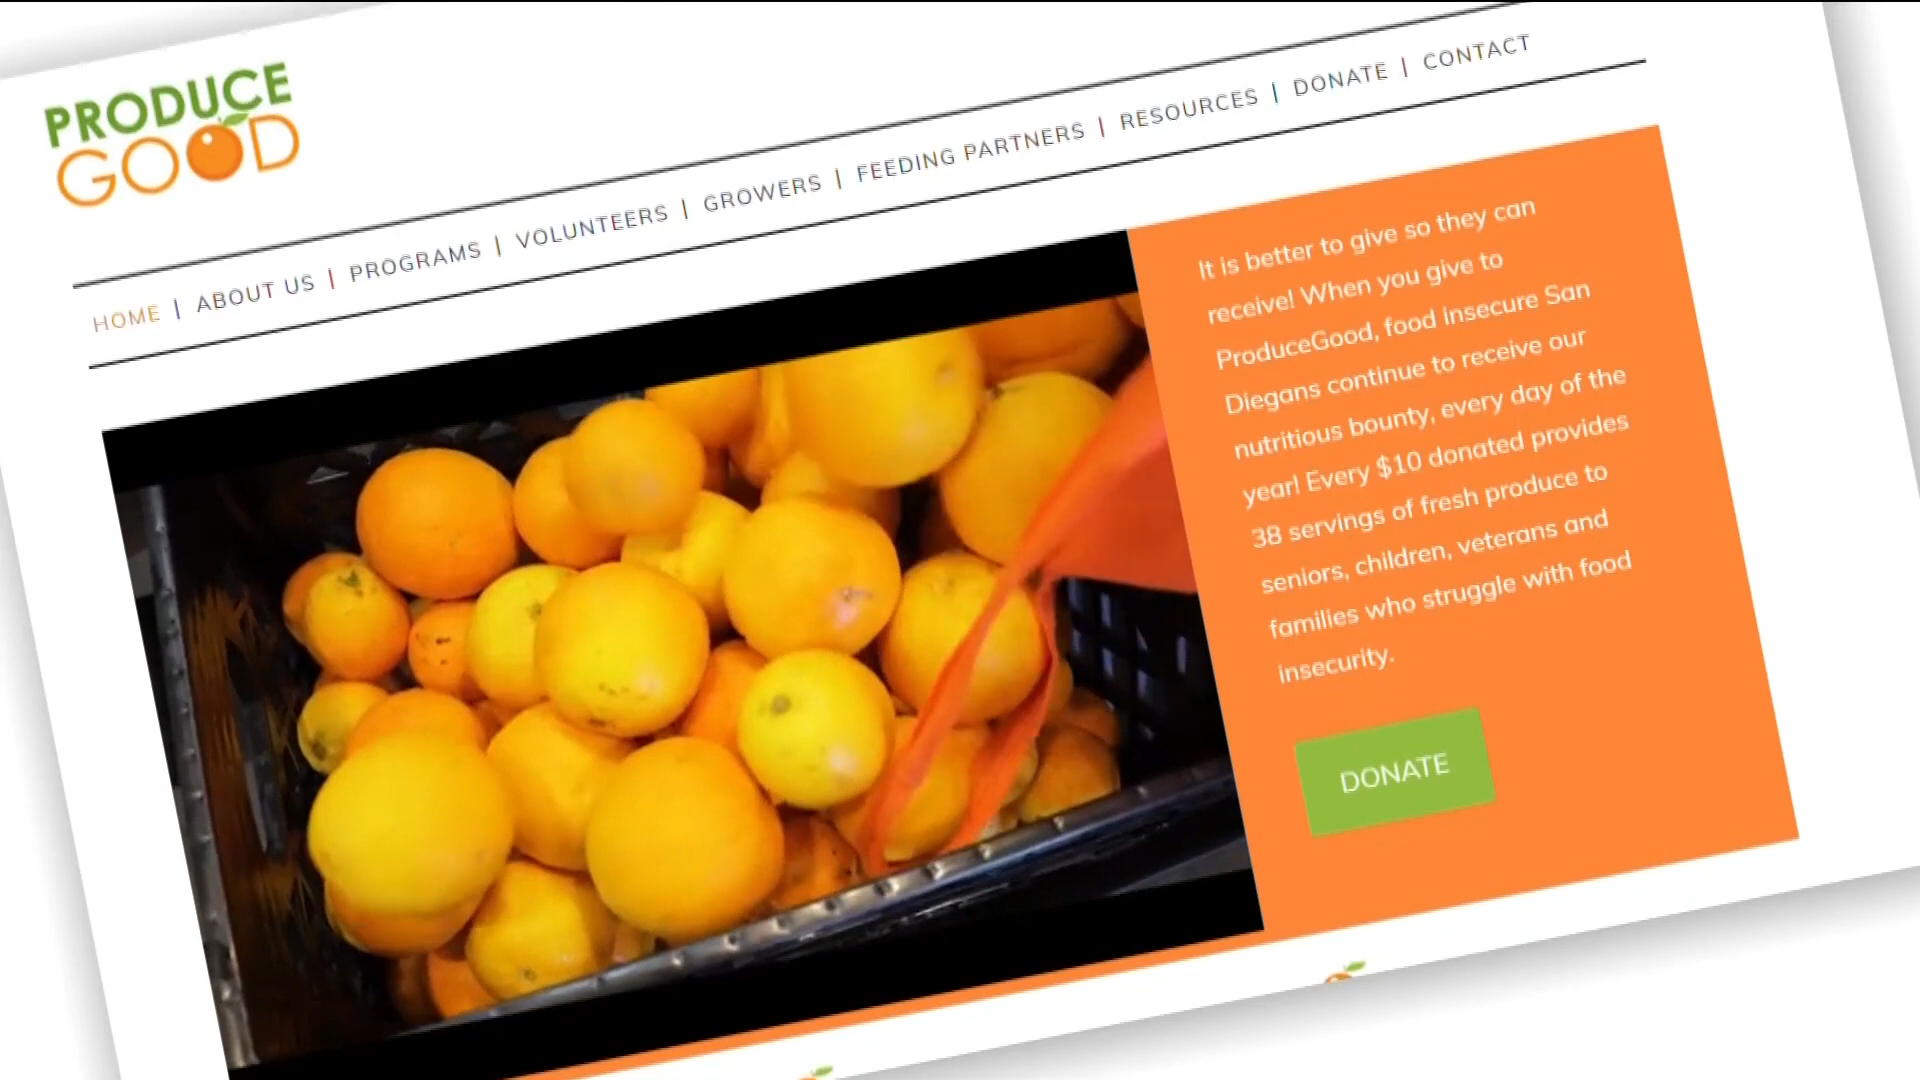 PRODUCE
GOOD
HOME | ABOUT US | PROGRAMS | VOLUNTEERS | GROWERS | FEEDING PARTNERS | RESOURCES | DONATE | CONTACT
It is better to give so they can
receive! When you give to
ProduceGood, food insecure San
Diegans continue to receive our
nutritious bounty, every day of the
year! Every $10 donated provides
38 servings of fresh produce to
seniors, children, veterans and
families who struggle with food
insecurity.
DONATE